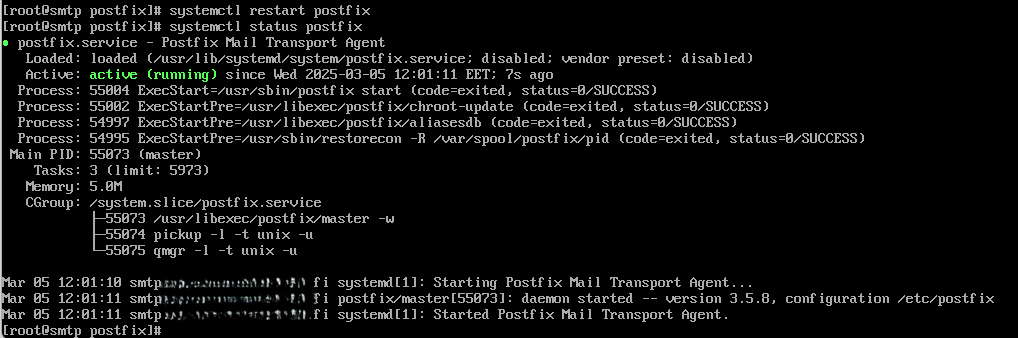 [root@smtp postfix]# systemctl restart postfix
[root@smtp postfix]# systemctl status postfix
● postfix.service - Postfix Mail Transport Agent
   Loaded: loaded (/usr/lib/systemd/system/postfix.service; disabled; vendor preset: disabled)
   Active: active (running) since Wed 2025-03-05 12:01:11 EET; 7s ago
  Process: 55004 ExecStart=/usr/sbin/postfix start (code=exited, status=0/SUCCESS)
  Process: 55002 ExecStartPre=/usr/libexec/postfix/chroot-update (code=exited, status=0/SUCCESS)
  Process: 54997 ExecStartPre=/usr/libexec/postfix/aliasesdb (code=exited, status=0/SUCCESS)
  Process: 54995 ExecStartPre=/usr/sbin/restorecon -R /var/spool/postfix/pid (code=exited, status=0/SUCCESS)
 Main PID: 55073 (master)
    Tasks: 3 (limit: 5973)
   Memory: 5.0M
   CGroup: /system.slice/postfix.service
           ├─55073 /usr/libexec/postfix/master -w
           ├─55074 pickup -l -t unix -u
           └─55075 qmgr -l -t unix -u
Mar 05 12:01:10 smtp fi systemd[1]: Starting Postfix Mail Transport Agent...
Mar 05 12:01:11 smtp fi postfix/master[55073]: daemon started -- version 3.5.8, configuration /etc/postfix
Mar 05 12:01:11 smtp .fi systemd[1]: Started Postfix Mail Transport Agent.
[root@smtp postfix]#